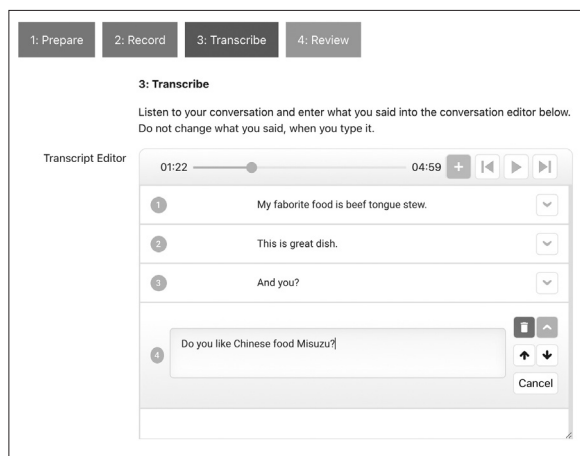 1: Prepare
2: Record
3: Transcribe
4: Review
3: Transcribe
Listen to your conversation and enter what you said into the conversation editor below.
Do not change what you said, when you type it.
Transcript Editor
01:22
04:59
1 My faborite food is beef tongue stew.
2 This is great dish.
3 And you?
4 Do you like Chinese food Misuzu?
Cancel